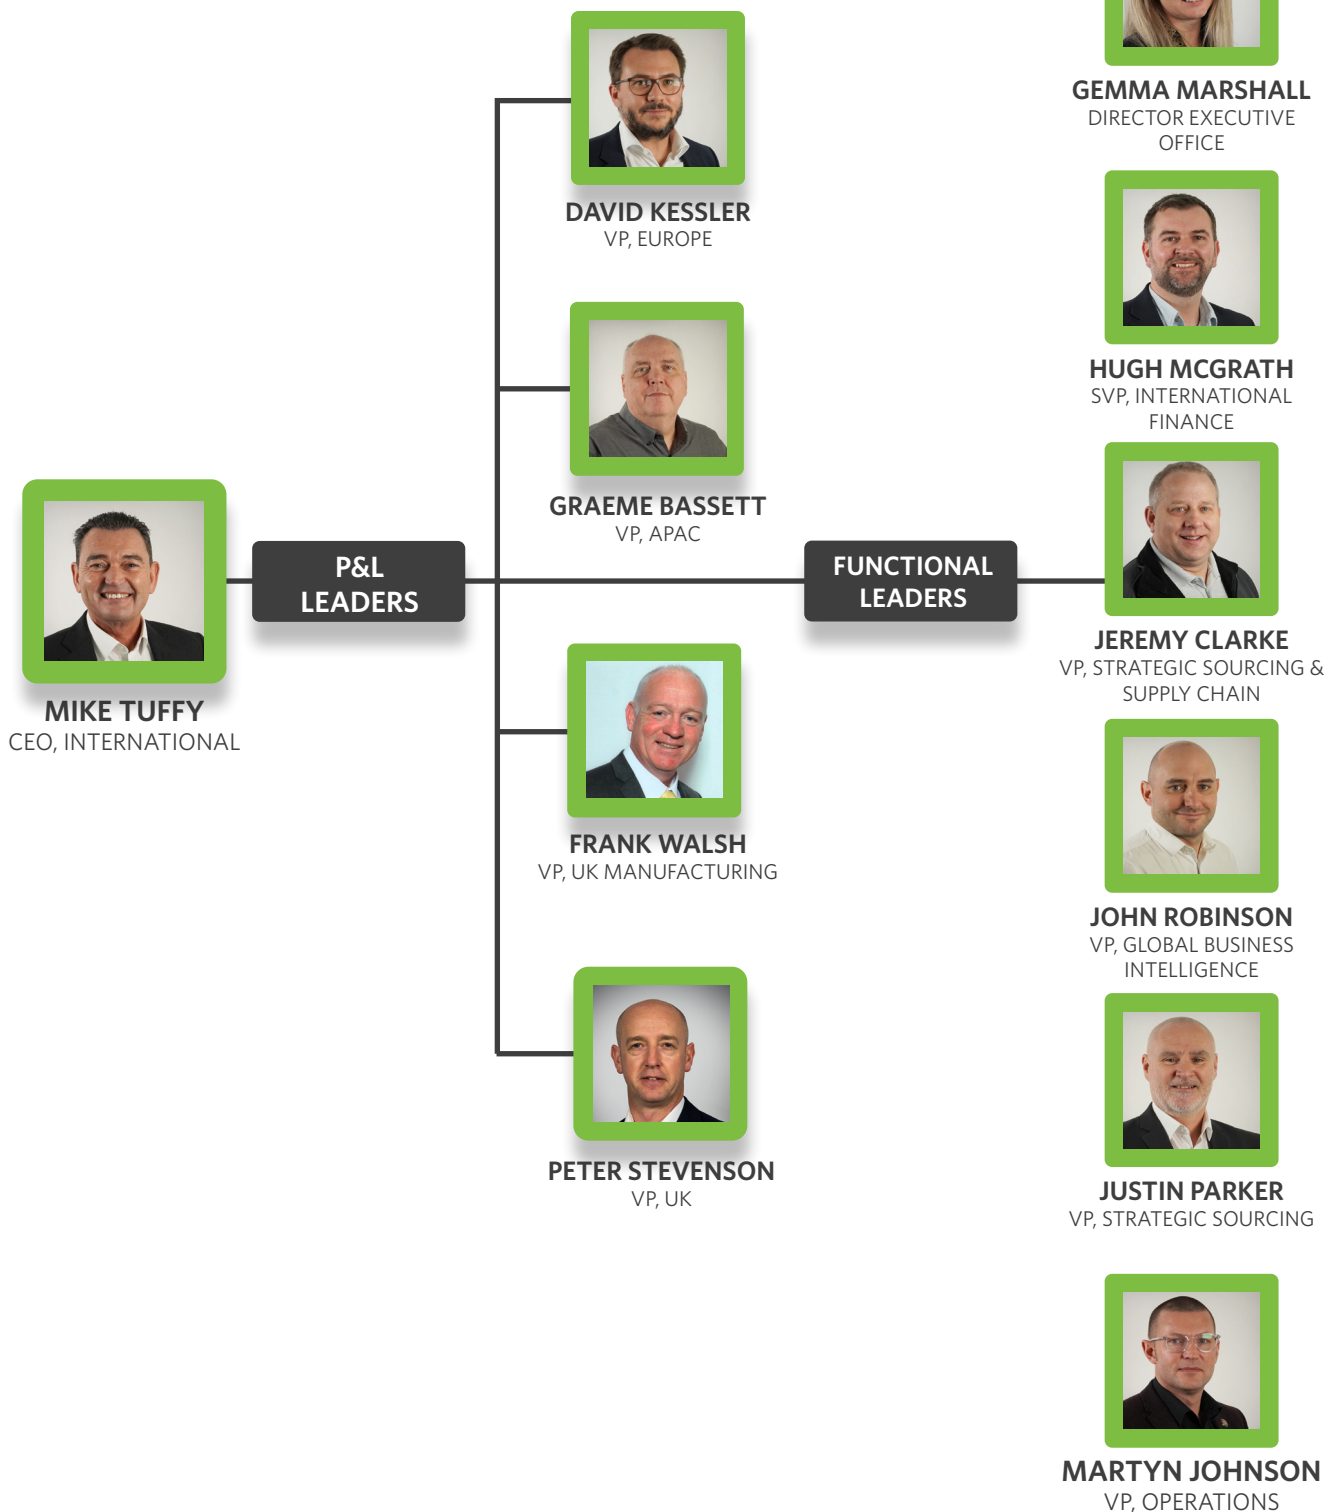 MIKE TUFFY
CEO, INTERNATIONAL
P&L
LEADERS
DAVID KESSLER
VP, EUROPE
GRAEME BASSETT
VP, APAC
FRANK WALSH
VP, UK MANUFACTURING
PETER STEVENSON
VP, UK
FUNCTIONAL
LEADERS
GEMMA MARSHALL
DIRECTOR EXECUTIVE
OFFICE
HUGH MCGRATH
SVP, INTERNATIONAL
FINANCE
JEREMY CLARKE
VP, STRATEGIC SOURCING &
SUPPLY CHAIN
JOHN ROBINSON
VP, GLOBAL BUSINESS
INTELLIGENCE
JUSTIN PARKER
VP, STRATEGIC SOURCING
MARTYN JOHNSON
VP, OPERATIONS